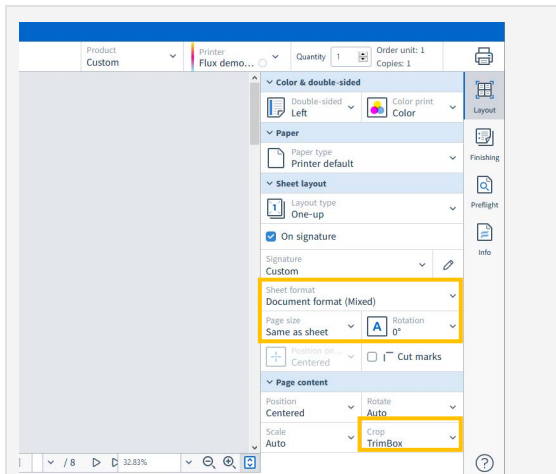 Product
Custom
Printer
Flux demo...
Quantity 1
Order unit: 1
Copies: 1
Color & double-sided
Double-sided
Left
Color print
Color
Paper
Paper type
Printer default
Sheet layout
1
Layout type
One-up
On signature
Signature
Custom
Sheet format
Document format (Mixed)
Page size
Same as sheet
A
Rotation
0°
Position on...
Centered
Cut marks
Page content
Position
Centered
Rotate
Auto
Scale
Auto
Crop
TrimBox
Layout
Finishing
Preflight
Info
/ 8
32.83%